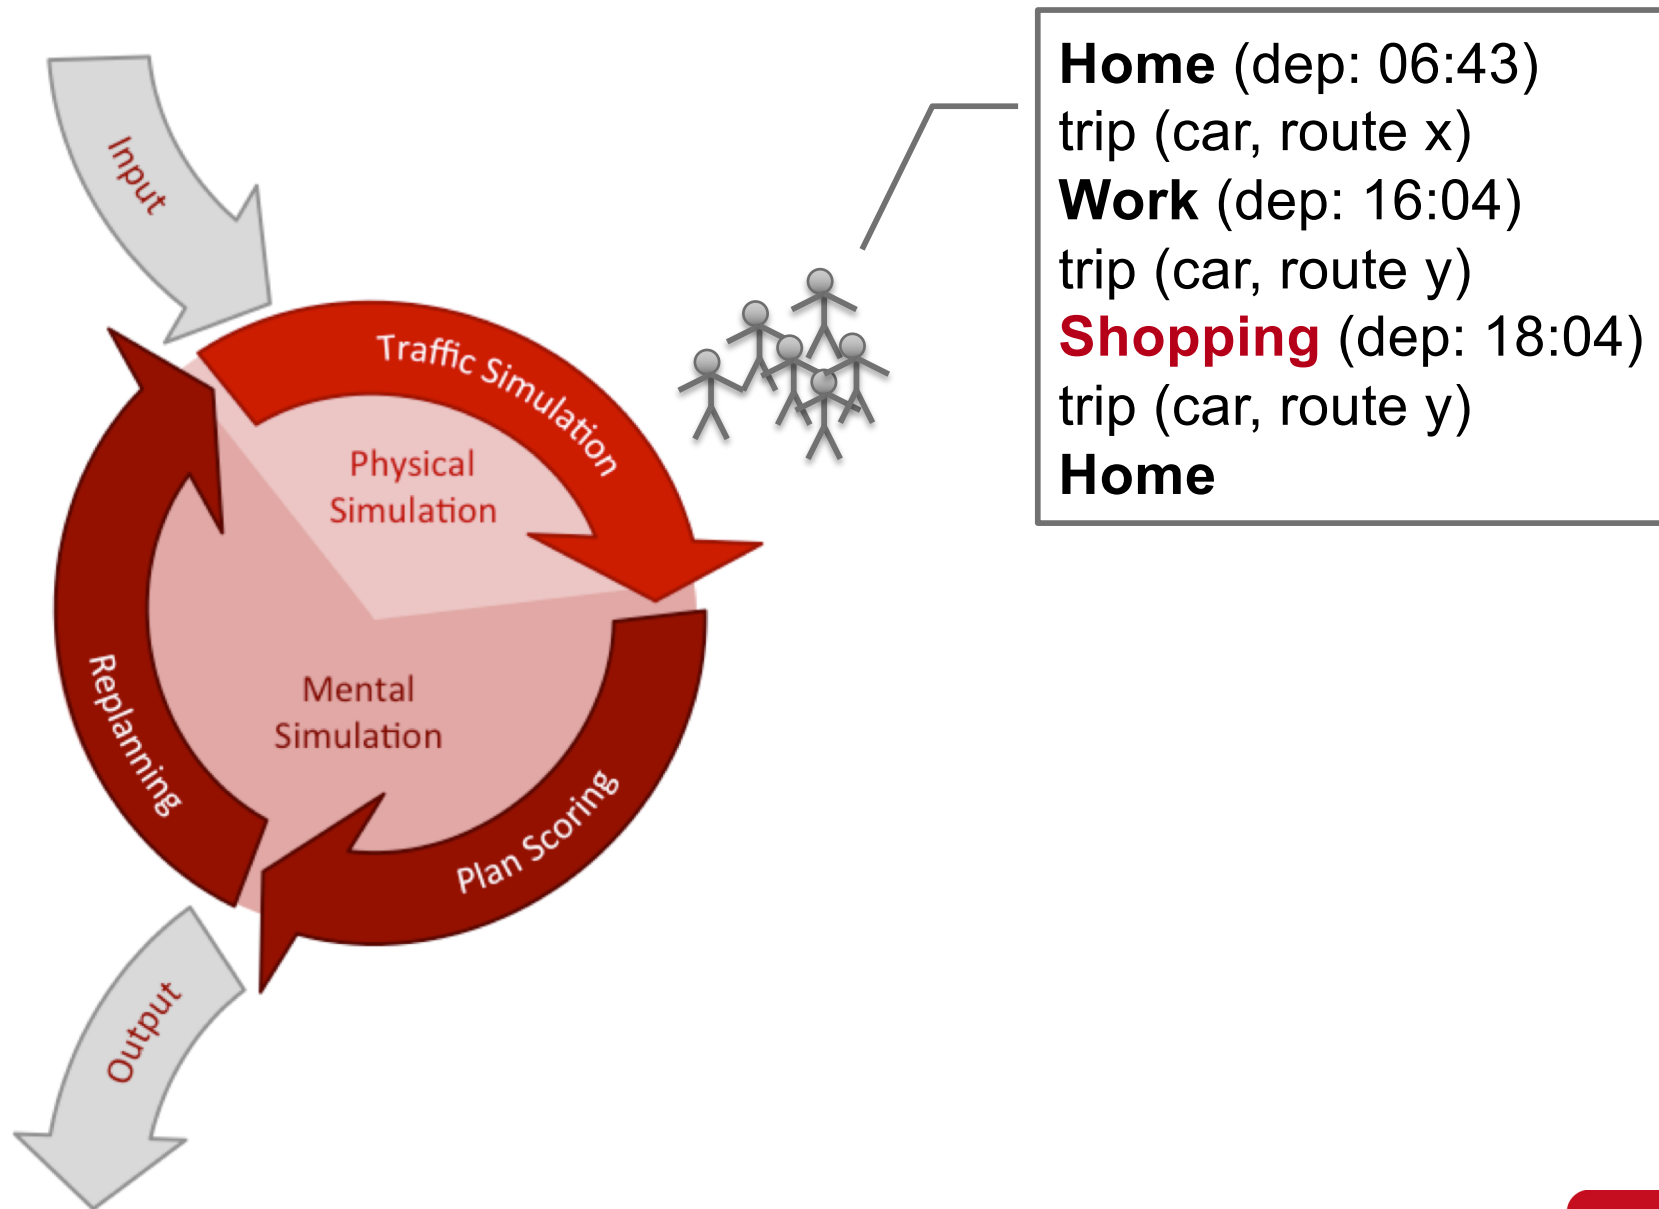 Input
Traffic Simulation
Physical
Simulation
Mental
Simulation
Replanning
Plan Scoring
Output
Home (dep: 06:43)
trip (car, route x)
Work (dep: 16:04)
trip (car, route y)
Shopping (dep: 18:04)
trip (car, route y)
Home